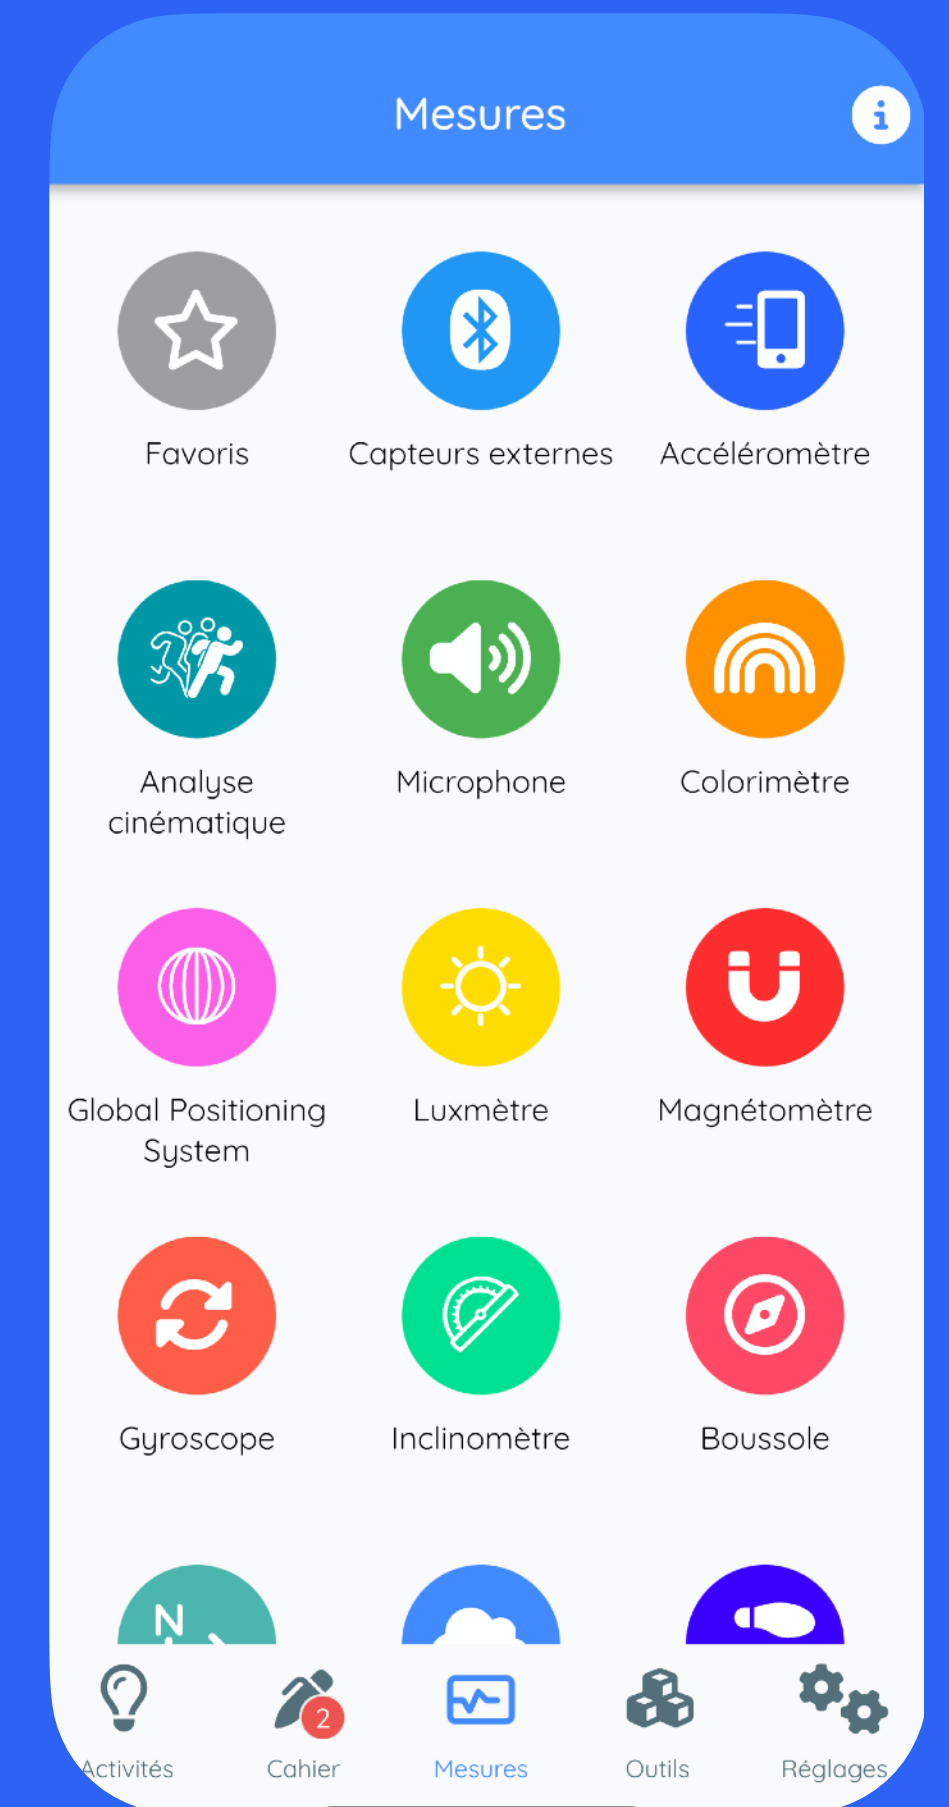 Mesures
Favoris
Capteurs externes
Accéléromètre
Analyse
cinématique
Microphone
Colorimètre
Global Positioning
System
Luxmètre
Magnétomètre
Gyroscope
Inclinomètre
Boussole
N
2
Activités
Cahier
Mesures
Outils
Réglages